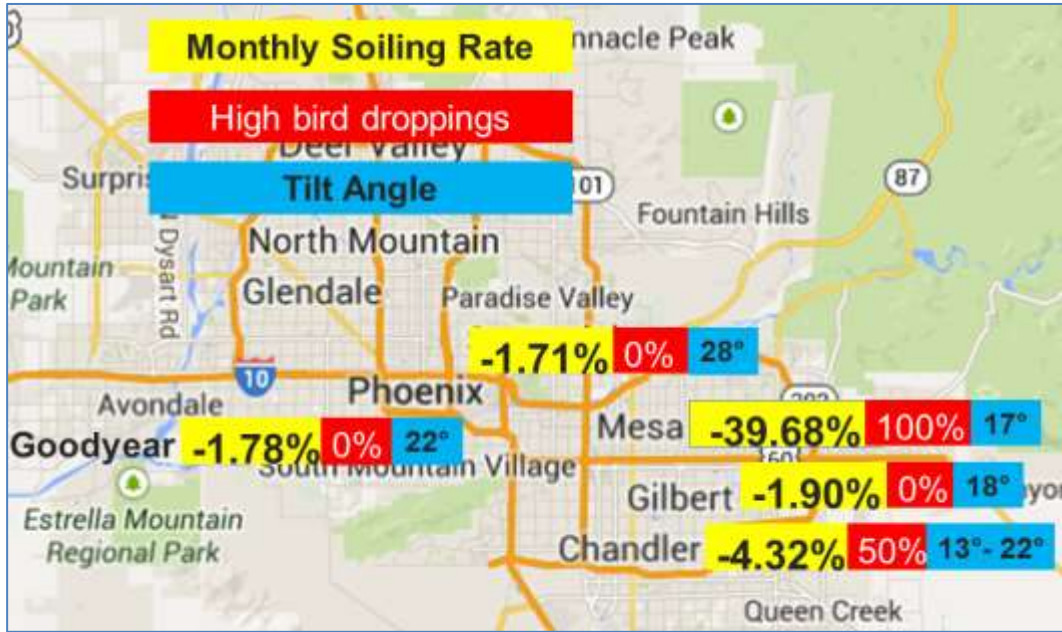 Monthly Soiling Rate
nnacle Peak
High bird droppings
Deer Valley
Surpris
Tilt Angle
101
87
Fountain Hills
Dysart Rd
North Mountain
Mountain
Park
Glendale
Paradise Valley
-1.71% 0% 28°
10
Phoenix
Avondale
Mesa -39.68% 100% 17°
Goodyear -1.78% 0% 22°
60
South Mountain Village
Gilbert -1.90% 0% 18°
Estrella Mountain
Regional Park
Chandler -4.32% 50% 13°- 22°
Queen Creek